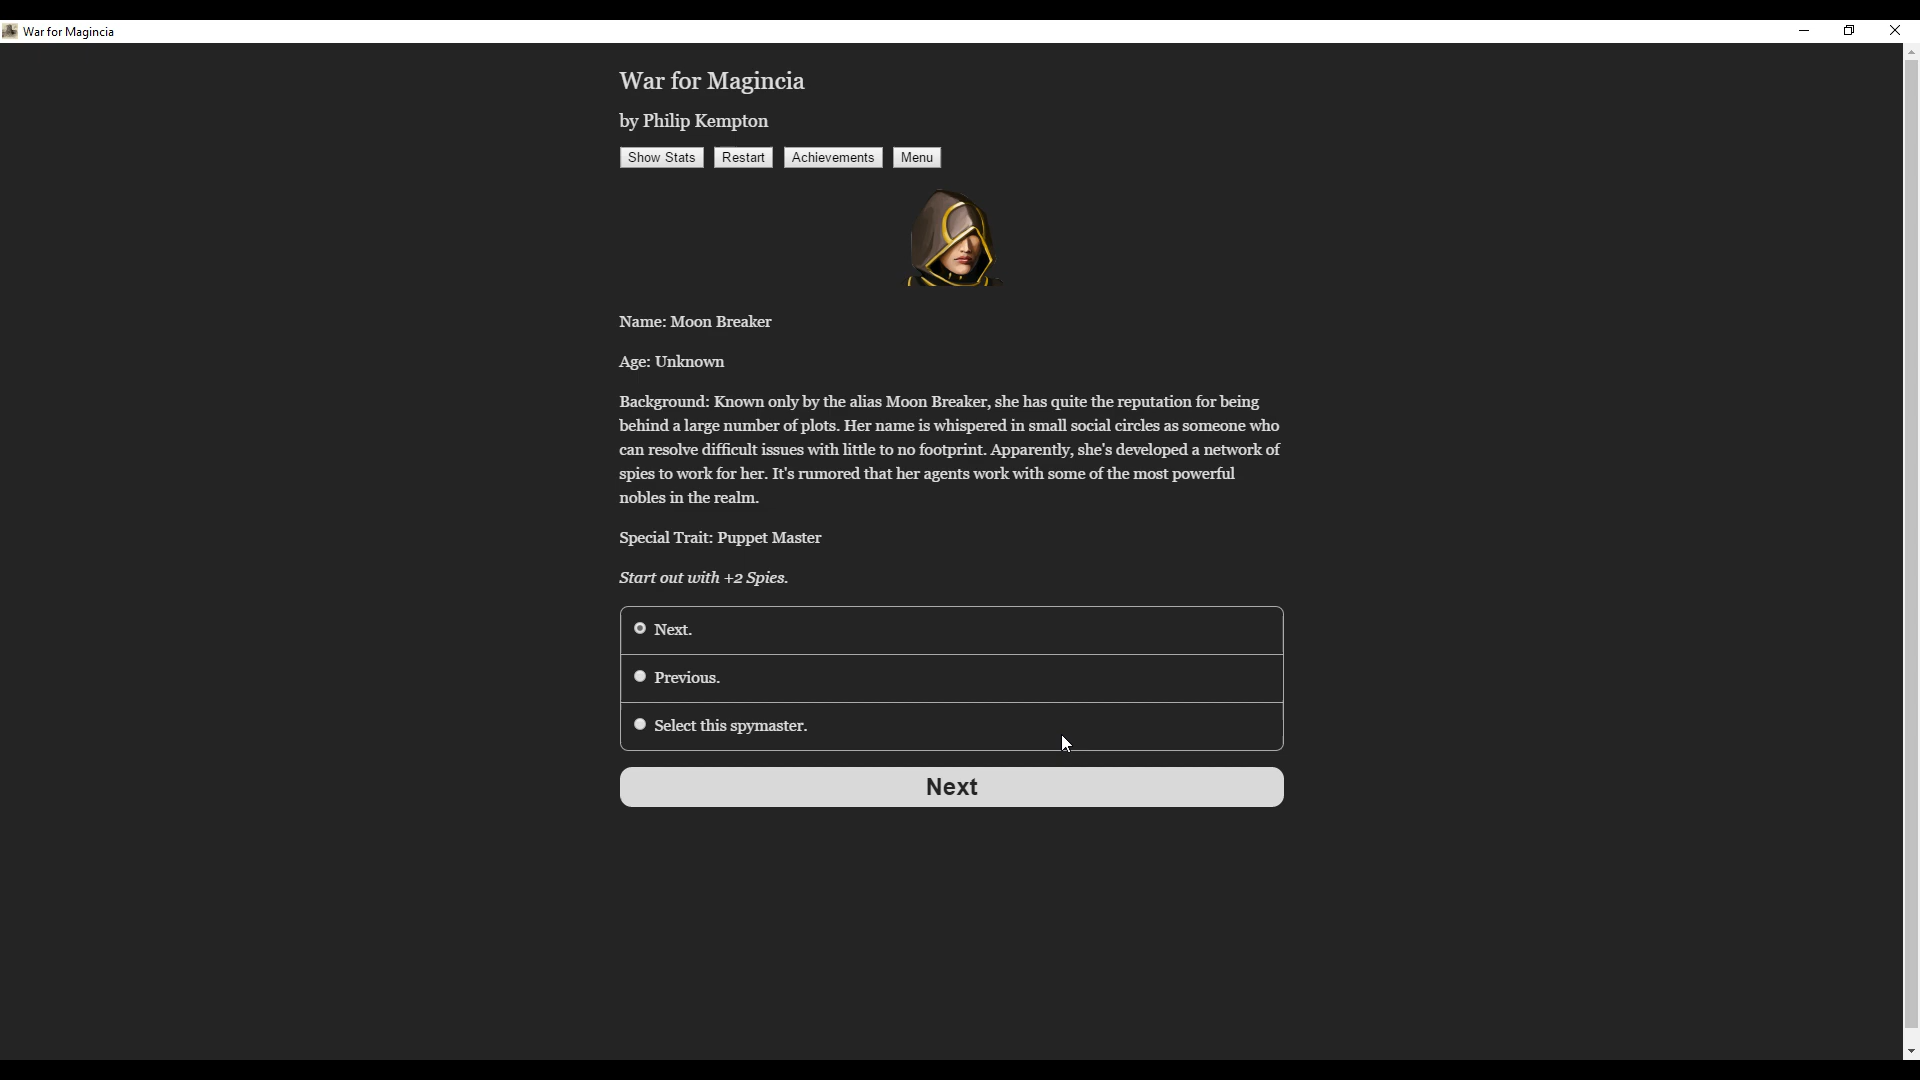 War for Magincia
War for Magincia
by Philip Kempton
Show Stats Restart Achievements Menu
Name: Moon Breaker
Age: Unknown
Background: Known only by the alias Moon Breaker, she has quite the reputation for being
behind a large number of plots. Her name is whispered in small social circles as someone who
can resolve difficult issues with little to no footprint. Apparently, she's developed a network of
spies to work for her. It's rumored that her agents work with some of the most powerful
nobles in the realm.
Special Trait: Puppet Master
Start out with +2 Spies.
Next.
Previous.
Select this spymaster.
Next